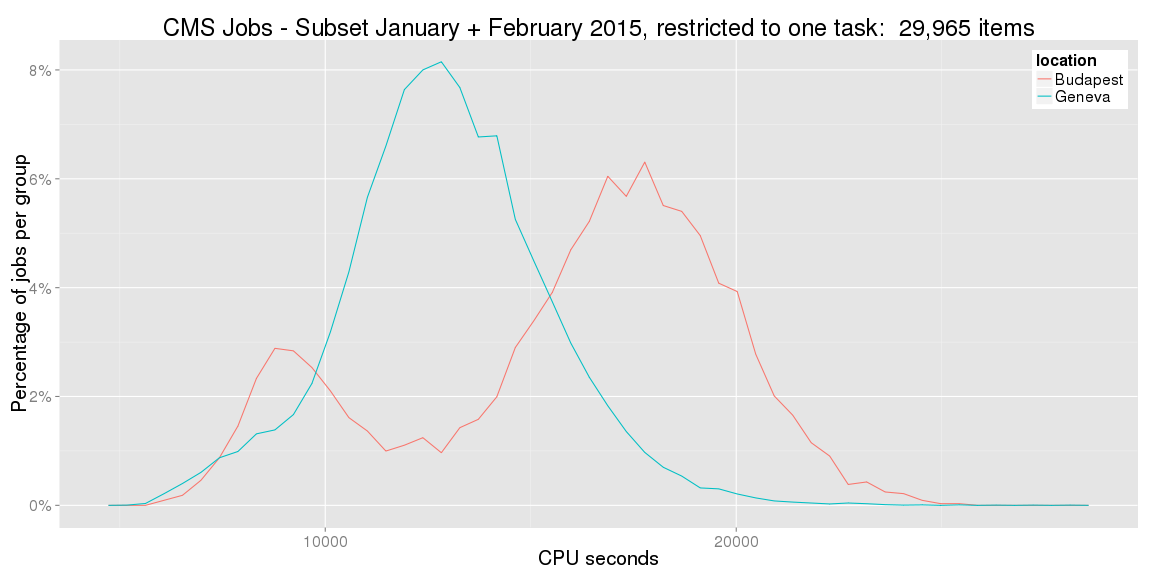 CMS Jobs - Subset January + February 2015, restricted to one task:  29,965 items
location
Budapest
Geneva
Percentage of jobs per group
8%
6%
4%
2%
0%
10000
20000
CPU seconds